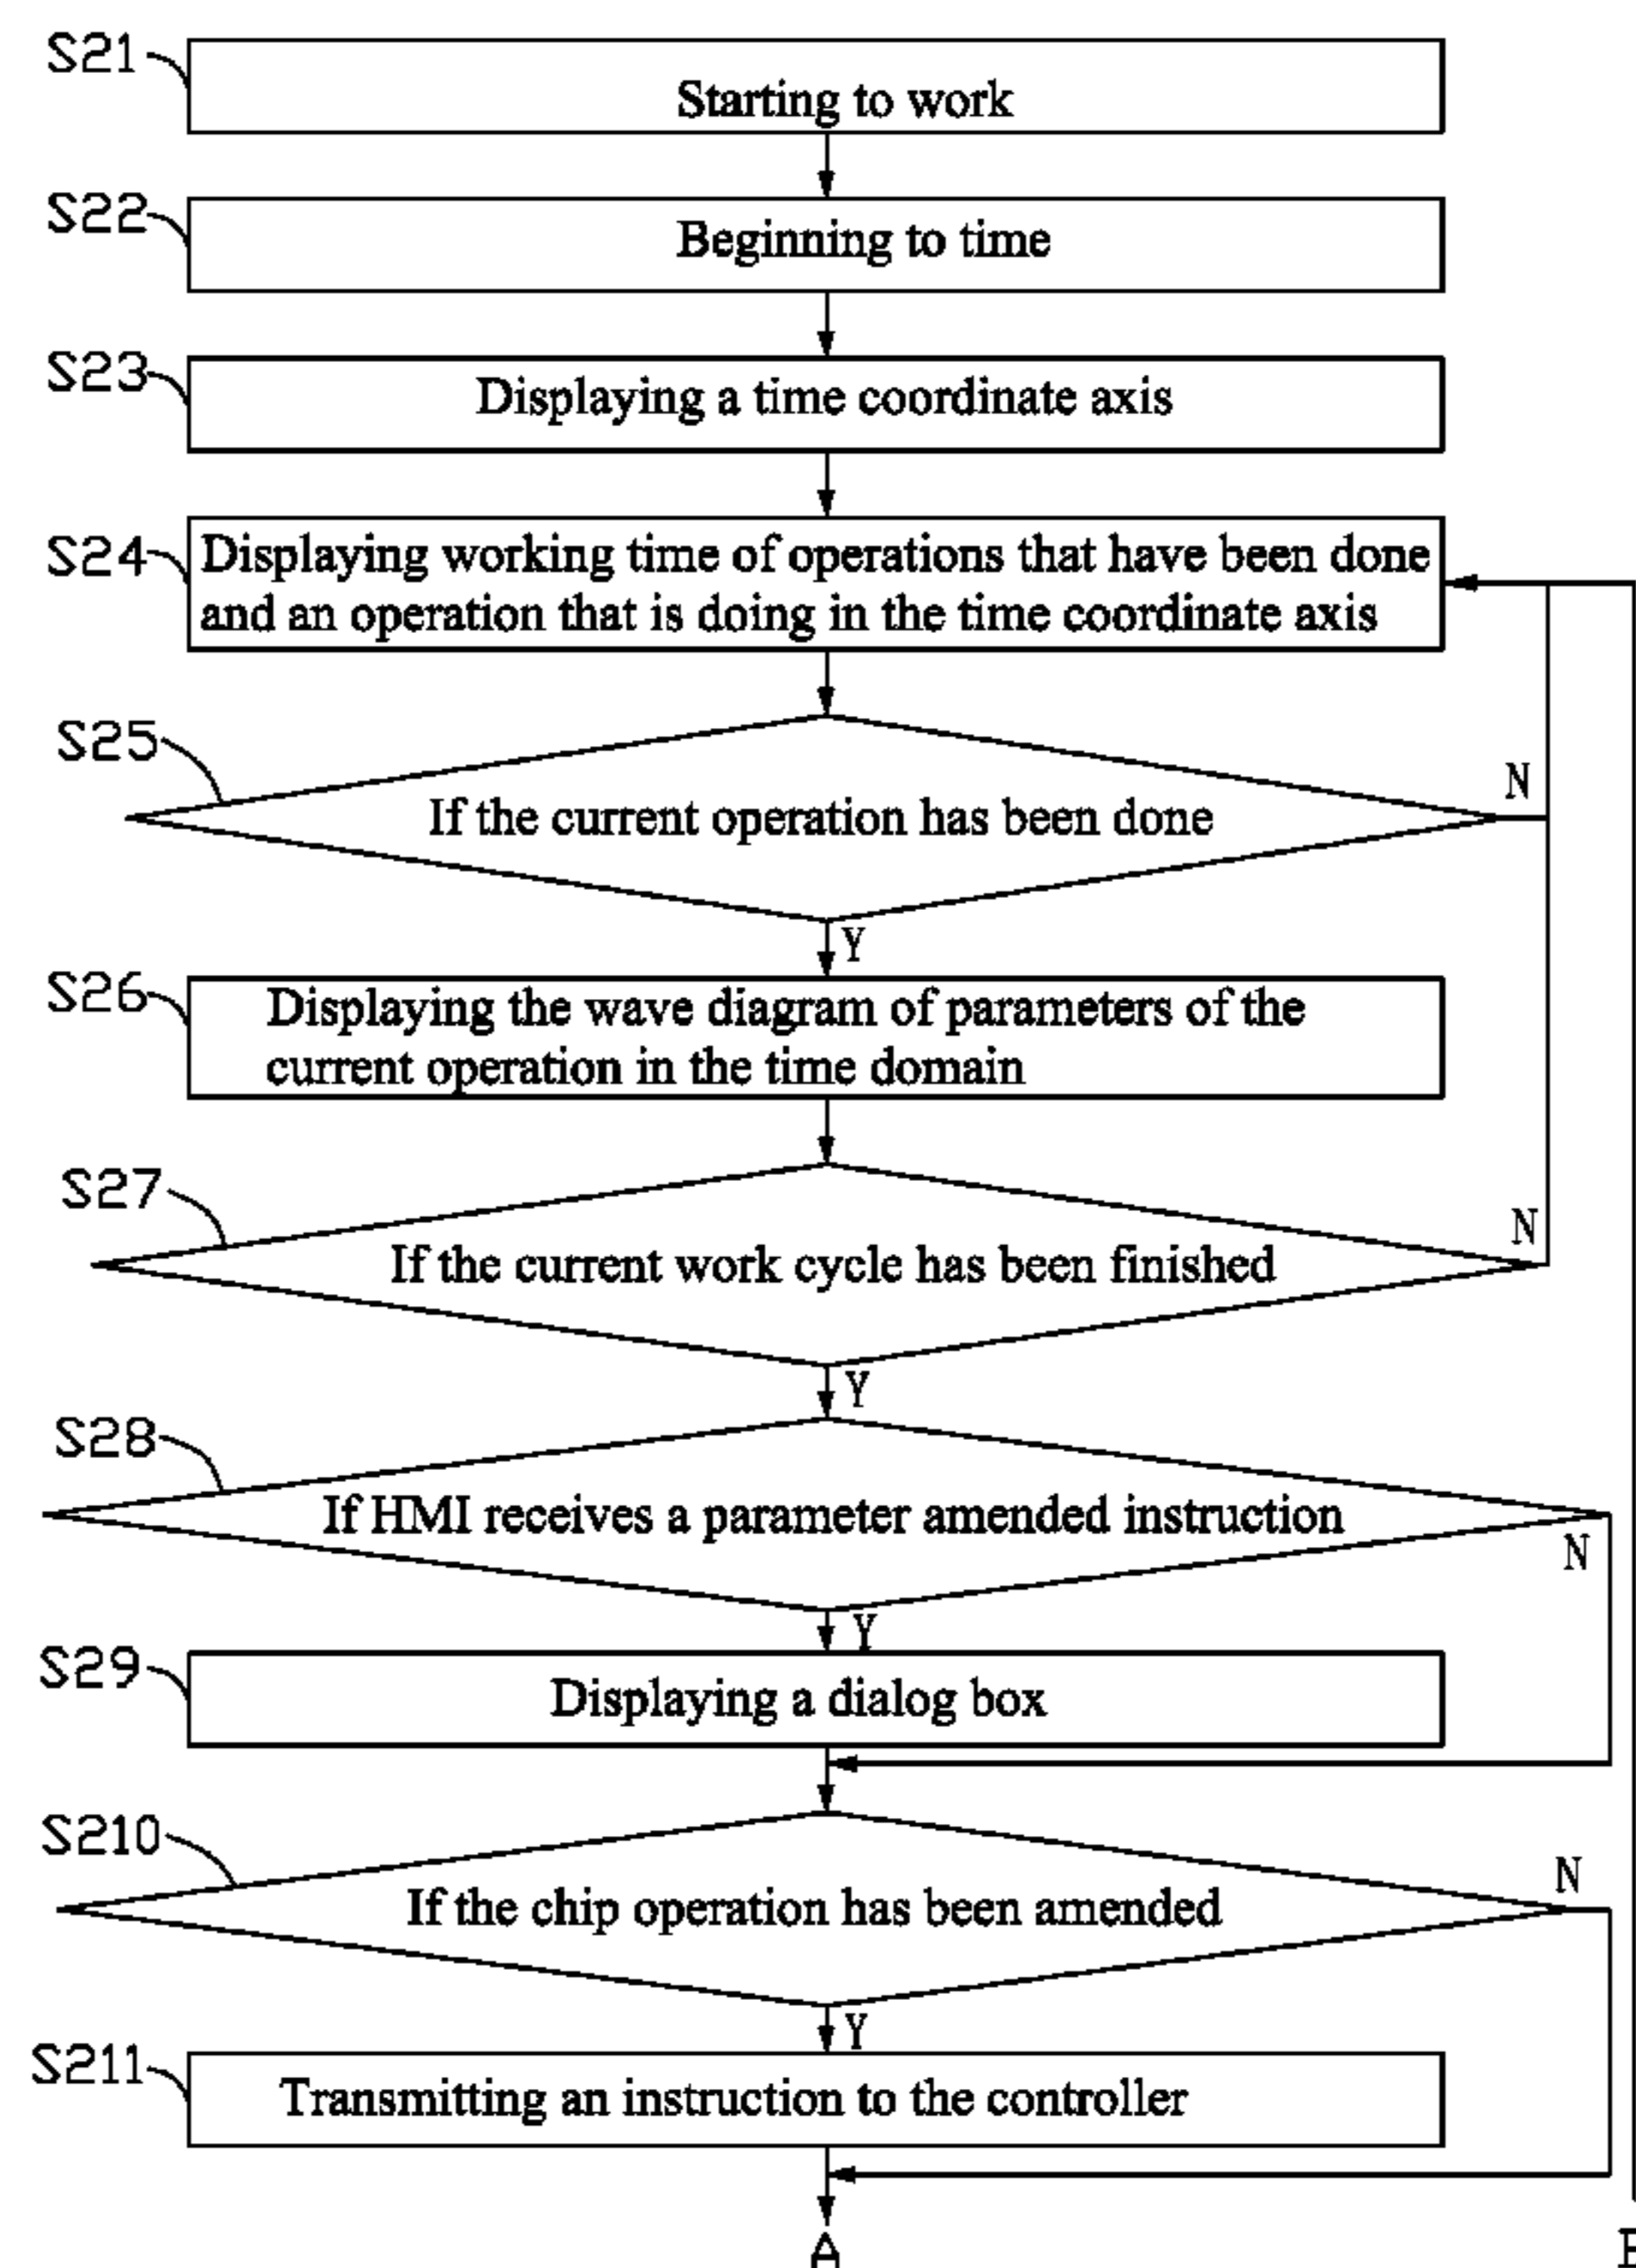 S21
Starting to work
S22
Beginning to time
S23
Displaying a time coordinate axis
S24
Displaying working time of operations that have been done
and an operation that is doing in the time coordinate axis
S25
If the current operation has been done
N
Y
S26
Displaying the wave diagram of parameters of the
current operation in the time domain
S27
If the current work cycle has been finished
N
Y
S28
If HMI receives a parameter amended instruction
N
Y
S29
Displaying a dialog box
S210
If the chip operation has been amended
N
Y
S211
Transmitting an instruction to the controller
A